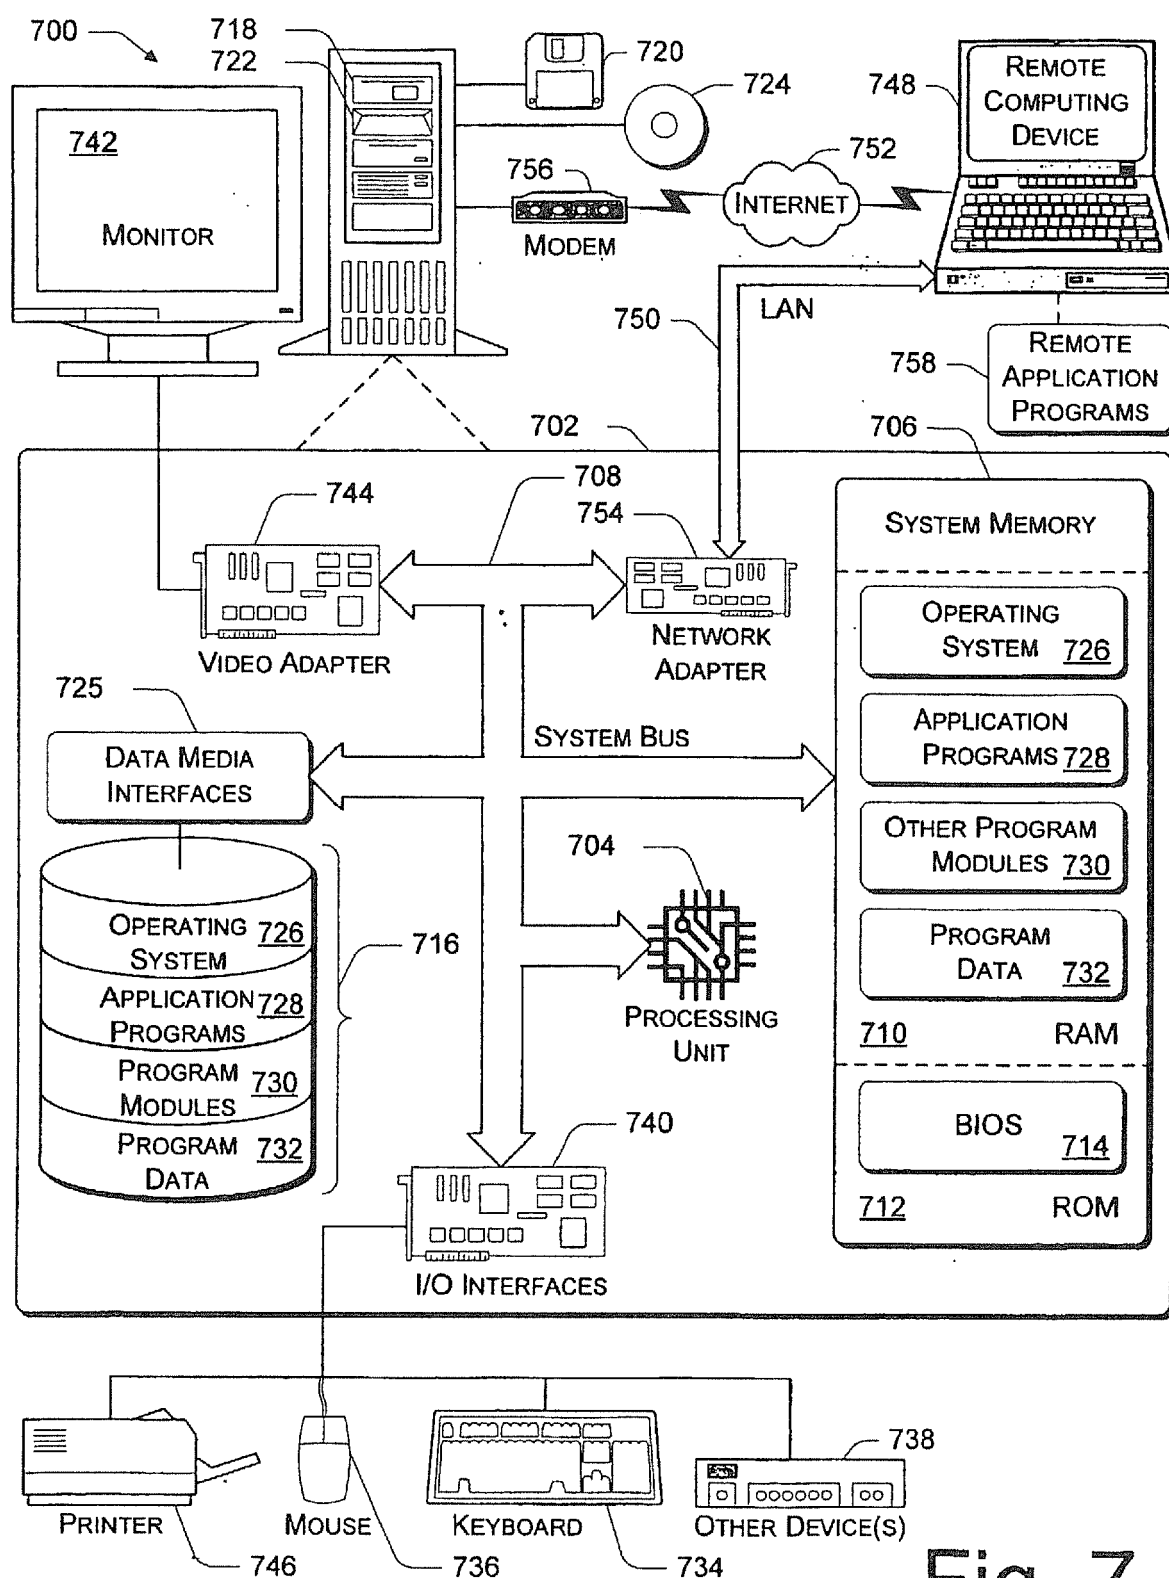 700
718
722
720
724
748
REMOTE
COMPUTING
DEVICE
742
MONITOR
756
MODEM
752
INTERNET
LAN
750
REMOTE
APPLICATION
PROGRAMS
758
702
706
708
744
754
VIDEO ADAPTER
NETWORK
ADAPTER
SYSTEM MEMORY
OPERATING
SYSTEM 726
APPLICATION
PROGRAMS 728
OTHER PROGRAM
MODULES 730
PROGRAM
DATA 732
710 RAM
BIOS
714
712 ROM
725
DATA MEDIA
INTERFACES
SYSTEM BUS
704
PROCESSING
UNIT
OPERATING
SYSTEM 726
APPLICATION
PROGRAMS 728
PROGRAM
MODULES 730
PROGRAM
DATA 732
716
740
I/O INTERFACES
PRINTER
746
MOUSE
736
KEYBOARD
734
738
OTHER DEVICE(S)
Fig. 7